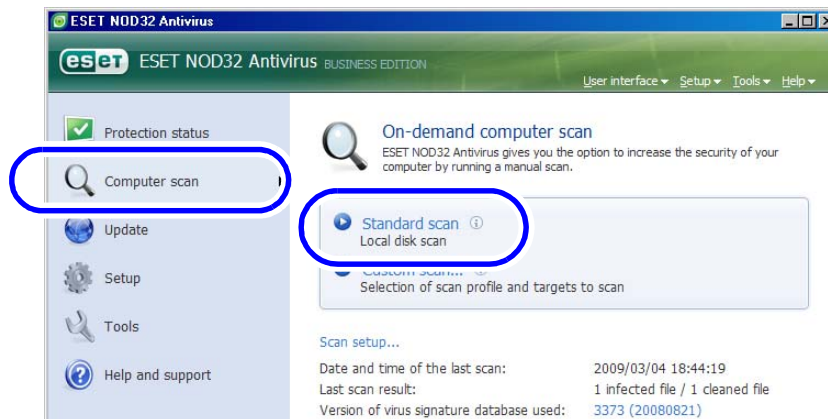 ESET NOD32 Antivirus
eset ESET NOD32 Antivirus BUSINESS EDITION
User interface Setup Tools Help
Protection status
Computer scan
Update
Setup
Tools
Help and support
On-demand computer scan
ESET NOD32 Antivirus gives you the option to increase the security of your
computer by running a manual scan.
Standard scan
Local disk scan
Custom scan...
Selection of scan profile and targets to scan
Scan setup...
Date and time of the last scan: 2009/03/04 18:44:19
Last scan result: 1 infected file / 1 cleaned file
Version of virus signature database used: 3373 (20080821)